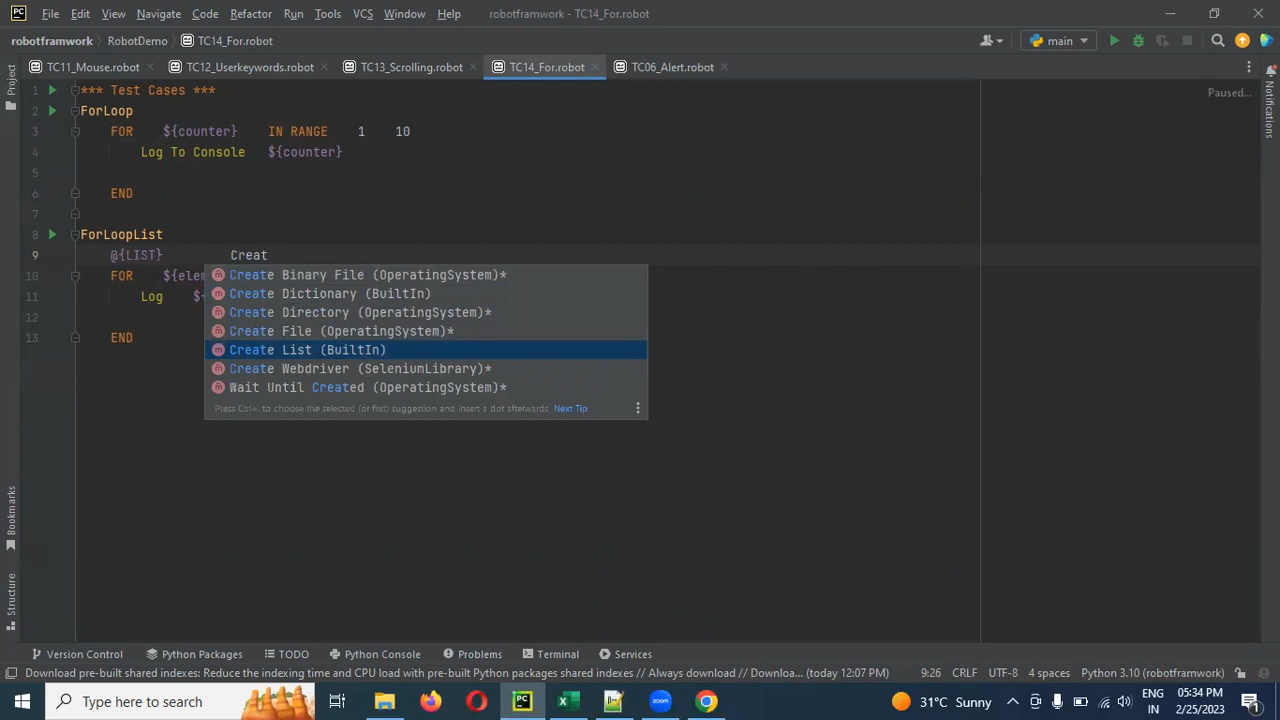 PC File Edit View Navigate Code Refactor Run Tools VCS Window Help robotframwork - TC14_For.robot
robotframwork RobotDemo TC14_For.robot main
Project
TC11_Mouse.robot TC12_Userkeywords.robot TC13_Scrolling.robot TC14_For.robot TC06_Alert.robot
Notifications
1 *** Test Cases *** Paused...
2 ForLoop
3 FOR ${counter} IN RANGE 1 10
4 Log To Console ${counter}
5
6 END
7
8 ForLoopList
9 @{LIST} Creat
10 FOR ${elem
11 Log ${
12
13 END
Create Binary File (OperatingSystem)*
Create Dictionary (BuiltIn)
Create Directory (OperatingSystem)*
Create File (OperatingSystem)*
Create List (BuiltIn)
Create Webdriver (SeleniumLibrary)*
Wait Until Created (OperatingSystem)*
Press Ctrl+. to choose the selected (or first) suggestion and insert a dot afterwards Next Tip
Bookmarks
Structure
Version Control Python Packages TODO Python Console Problems Terminal Services
Download pre-built shared indexes: Reduce the indexing time and CPU load with pre-built Python packages shared indexes // Always download // Downloa... (today 12:07 PM) 9:26 CRLF UTF-8 4 spaces Python 3.10 (robotframwork)
Type here to search PC zoom 31°C Sunny ENG IN 05:34 PM 2/25/2023 1